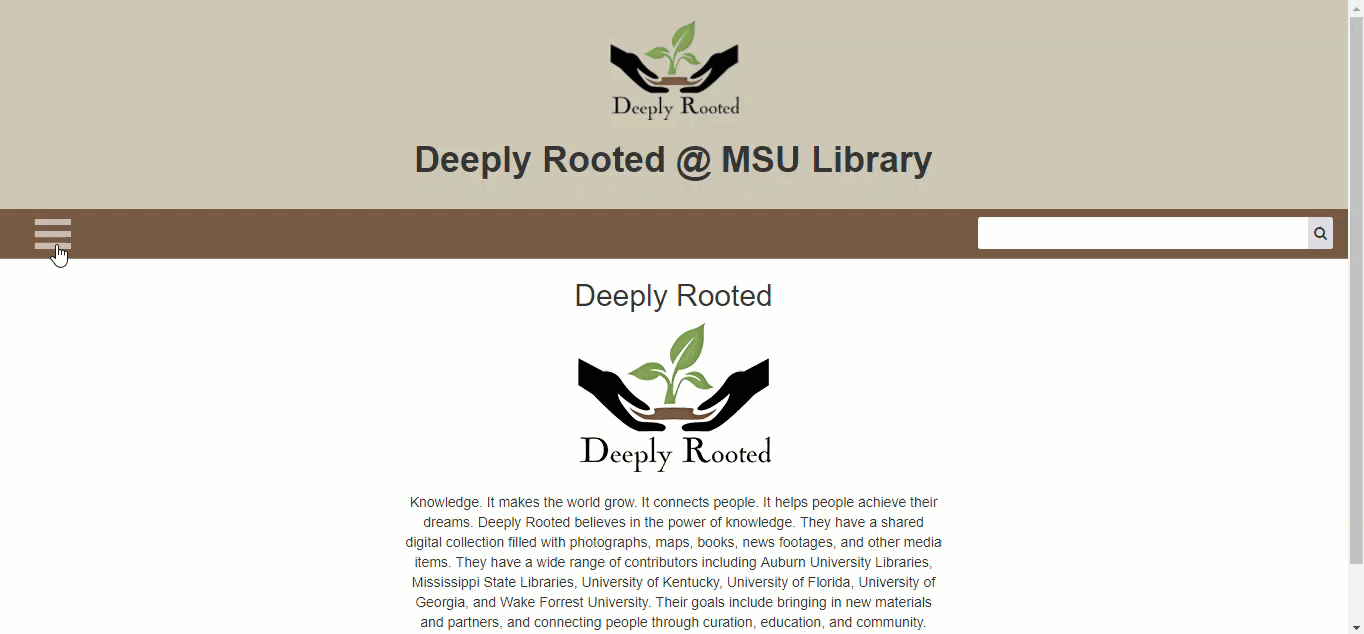 Deeply Rooted
Deeply Rooted @ MSU Library
Deeply Rooted
Deeply Rooted
Knowledge. It makes the world grow. It connects people. It helps people achieve their
dreams. Deeply Rooted believes in the power of knowledge. They have a shared
digital collection filled with photographs, maps, books, news footages, and other media
items. They have a wide range of contributors including Auburn University Libraries,
Mississippi State Libraries, University of Kentucky, University of Florida, University of
Georgia, and Wake Forrest University. Their goals include bringing in new materials
and partners, and connecting people through curation, education, and community.